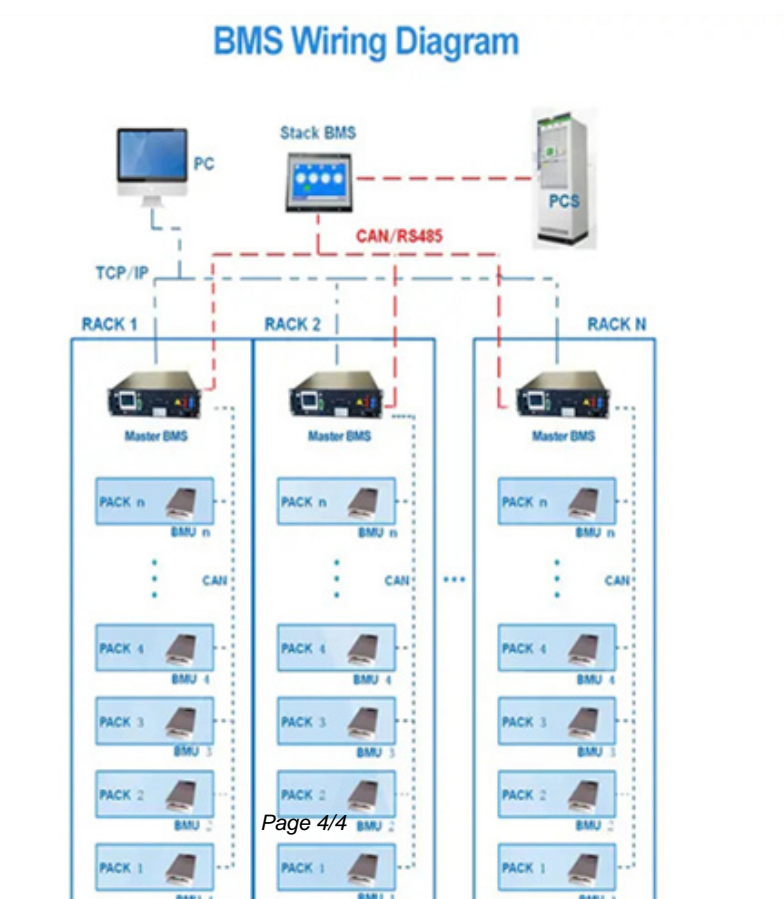 BMS Wiring Diagram
Stack BMS
PC
PCS
CAN/RS485
TCP/IP
RACK 1
RACK 2
RACK N
Master BMS
Master BMS
Master BMS
PACK n
PACK n
PACK n
BMU n
BMU n
BMU n
CAN
CAN
CAN
PACK 4
PACK 4
PACK 4
BMU 4
BMU 4
BMU 4
PACK 3
PACK 3
PACK 3
BMU 3
BMU 3
BMU 3
PACK 2
PACK 2
PACK 2
BMU 2
Page 4/4
BMU 2
BMU 2
PACK 1
PACK 1
PACK 1